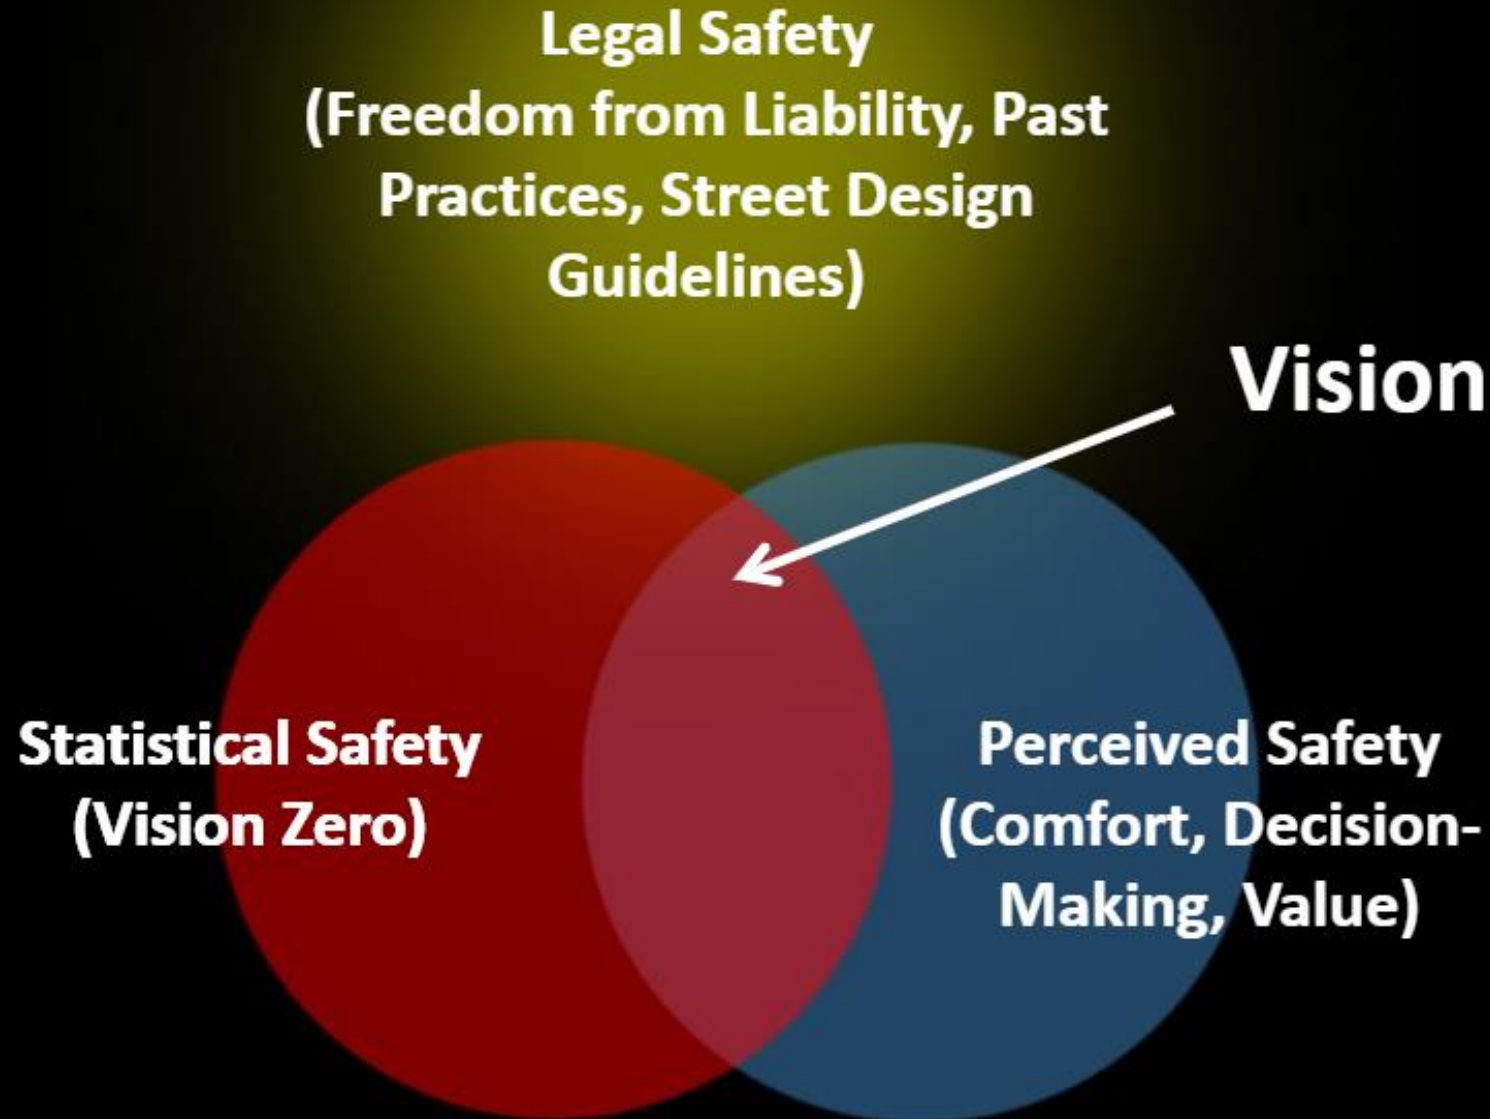 Legal Safety
(Freedom from Liability, Past
Practices, Street Design
Guidelines)
Vision
Statistical Safety
(Vision Zero)
Perceived Safety
(Comfort, Decision-
Making, Value)